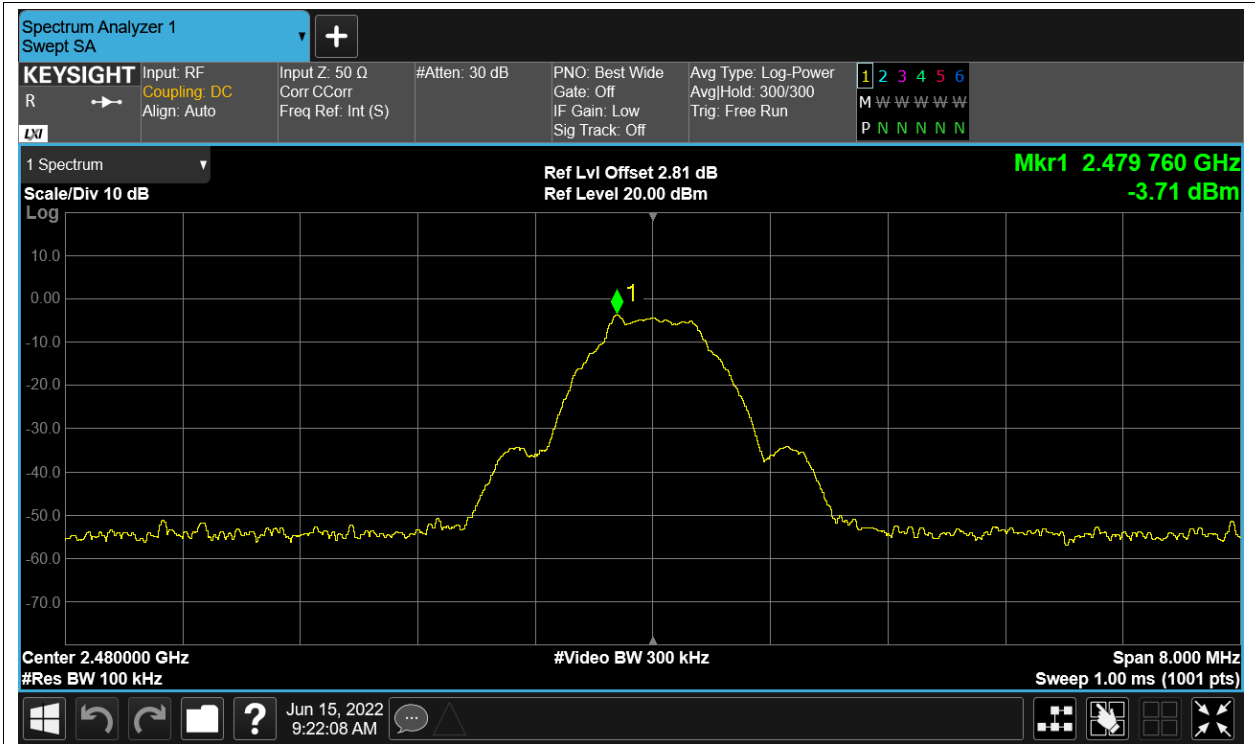 Spectrum Analyzer 1
Swept SA
+
KEYSIGHT
R
LXI
Input: RF
Coupling: DC
Align: Auto
Input Z: 50 Ω
Corr CCorr
Freq Ref: Int (S)
#Atten: 30 dB
PNO: Best Wide
Gate: Off
IF Gain: Low
Sig Track: Off
Avg Type: Log-Power
Avg|Hold: 300/300
Trig: Free Run
1 2 3 4 5 6
M W W W W W
P N N N N N
1 Spectrum
Scale/Div 10 dB
Log
Ref Lvl Offset 2.81 dB
Ref Level 20.00 dBm
Mkr1 2.479 760 GHz
-3.71 dBm
10.0
0.00
-10.0
-20.0
-30.0
-40.0
-50.0
-60.0
-70.0
1
Center 2.480000 GHz
#Res BW 100 kHz
#Video BW 300 kHz
Span 8.000 MHz
Sweep 1.00 ms (1001 pts)
?
Jun 15, 2022
9:22:08 AM